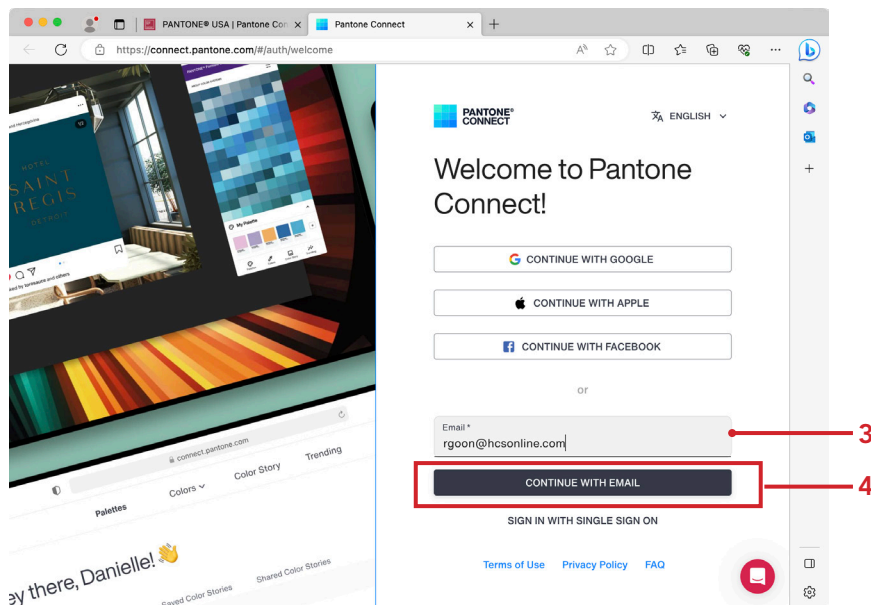 PANTONE® USA | Pantone Con
Pantone Connect
https://connect.pantone.com/#/auth/welcome
HOTEL
SAINT
REGIS
DETROIT
My Palette
PANTONE®
CONNECT
ENGLISH
Welcome to Pantone
Connect!
CONTINUE WITH GOOGLE
CONTINUE WITH APPLE
CONTINUE WITH FACEBOOK
or
Email *
rgoon@hcsonline.com
3
CONTINUE WITH EMAIL
4
SIGN IN WITH SINGLE SIGN ON
Terms of Use Privacy Policy FAQ
connect.pantone.com
Palettes Colors Color Story Trending
ey there, Danielle! 👋
Saved Color Stories Shared Color Stories